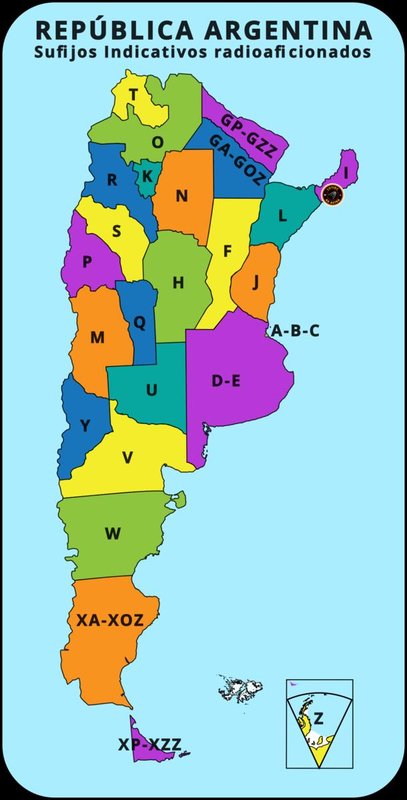 REPÚBLICA ARGENTINA
Sufijos Indicativos radioaficionados
T
GP-GZZ
O
GA-GOZ
I
R
K
N
L
S
F
P
H
J
Q
A-B-C
M
D-E
U
Y
V
W
XA-XOZ
Z
XP-XZZ